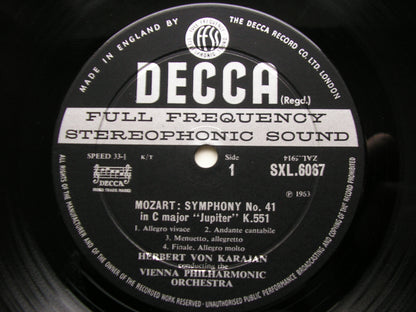 MADE IN ENGLAND BY
THE DECCA RECORD CO. LTD. LONDON
FFSS
DECCA (Regd.)
FULL FREQUENCY
STEREOPHONIC SOUND
SPEED 33⅓ K/T
Side 1
ZAL.5914
SXL.6067
DECCA
℗ 1963
MOZART: SYMPHONY No. 41
in C major "Jupiter" K.551
1. Allegro vivace 2. Andante cantabile
3. Menuetto, allegretto
4. Finale. Allegro molto
HERBERT VON KARAJAN
conducting the
VIENNA PHILHARMONIC
ORCHESTRA
ALL RIGHTS OF THE MANUFACTURER AND OF THE OWNER OF THE RECORDED WORK RESERVED · UNAUTHORISED PUBLIC PERFORMANCE BROADCASTING AND COPYING OF THIS RECORD PROHIBITED